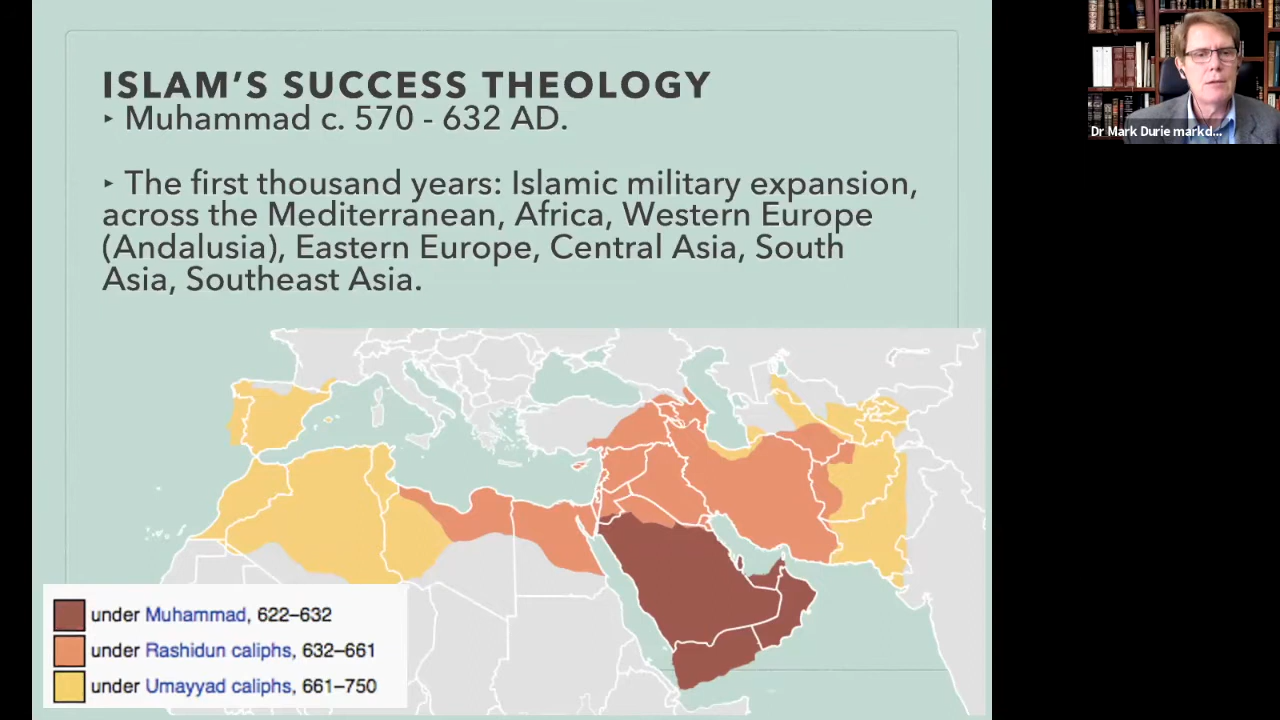 ISLAM'S SUCCESS THEOLOGY
‣ Muhammad c. 570 - 632 AD.
‣ The first thousand years: Islamic military expansion,
across the Mediterranean, Africa, Western Europe
(Andalusia), Eastern Europe, Central Asia, South
Asia, Southeast Asia.
under Muhammad, 622–632
under Rashidun caliphs, 632–661
under Umayyad caliphs, 661–750
Dr Mark Durie markd...